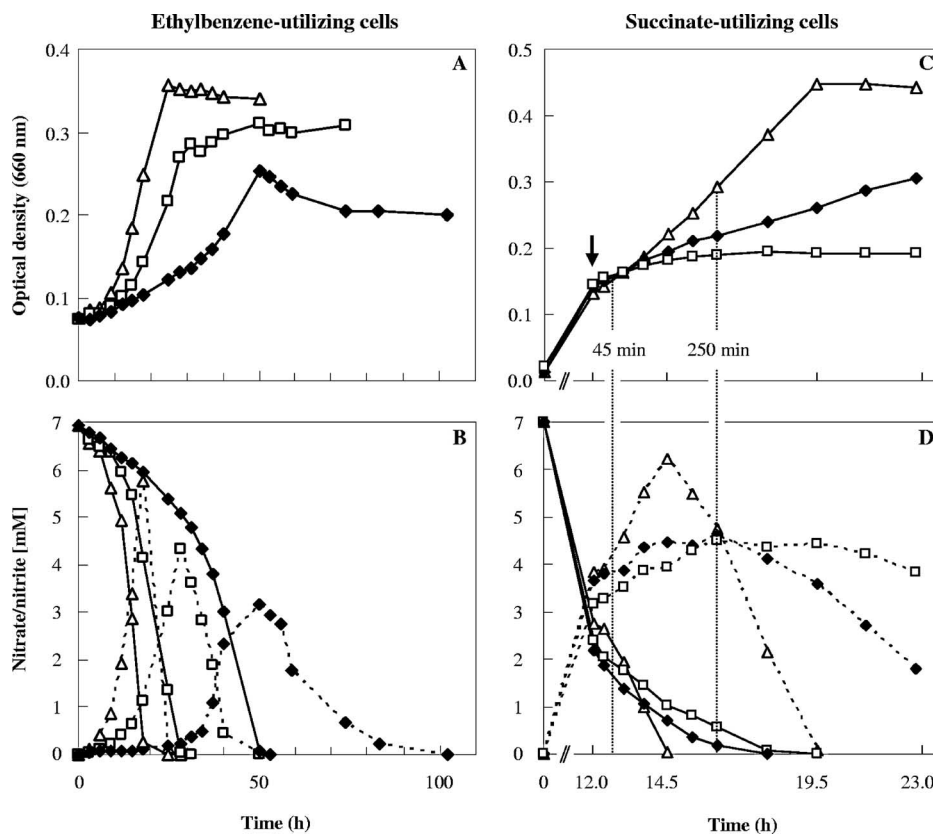 Ethylbenzene-utilizing cells
Succinate-utilizing cells
Optical density (660 nm)
0.4
0.3
0.2
0.1
0.0
A
0.5
0.4
0.3
0.2
0.1
0.0
C
45 min
250 min
Nitrate/nitrite [mM]
7
6
5
4
3
2
1
0
B
0
50
100
Time (h)
7
6
5
4
3
2
1
0
D
0
12.0
14.5
19.5
23.0
Time (h)